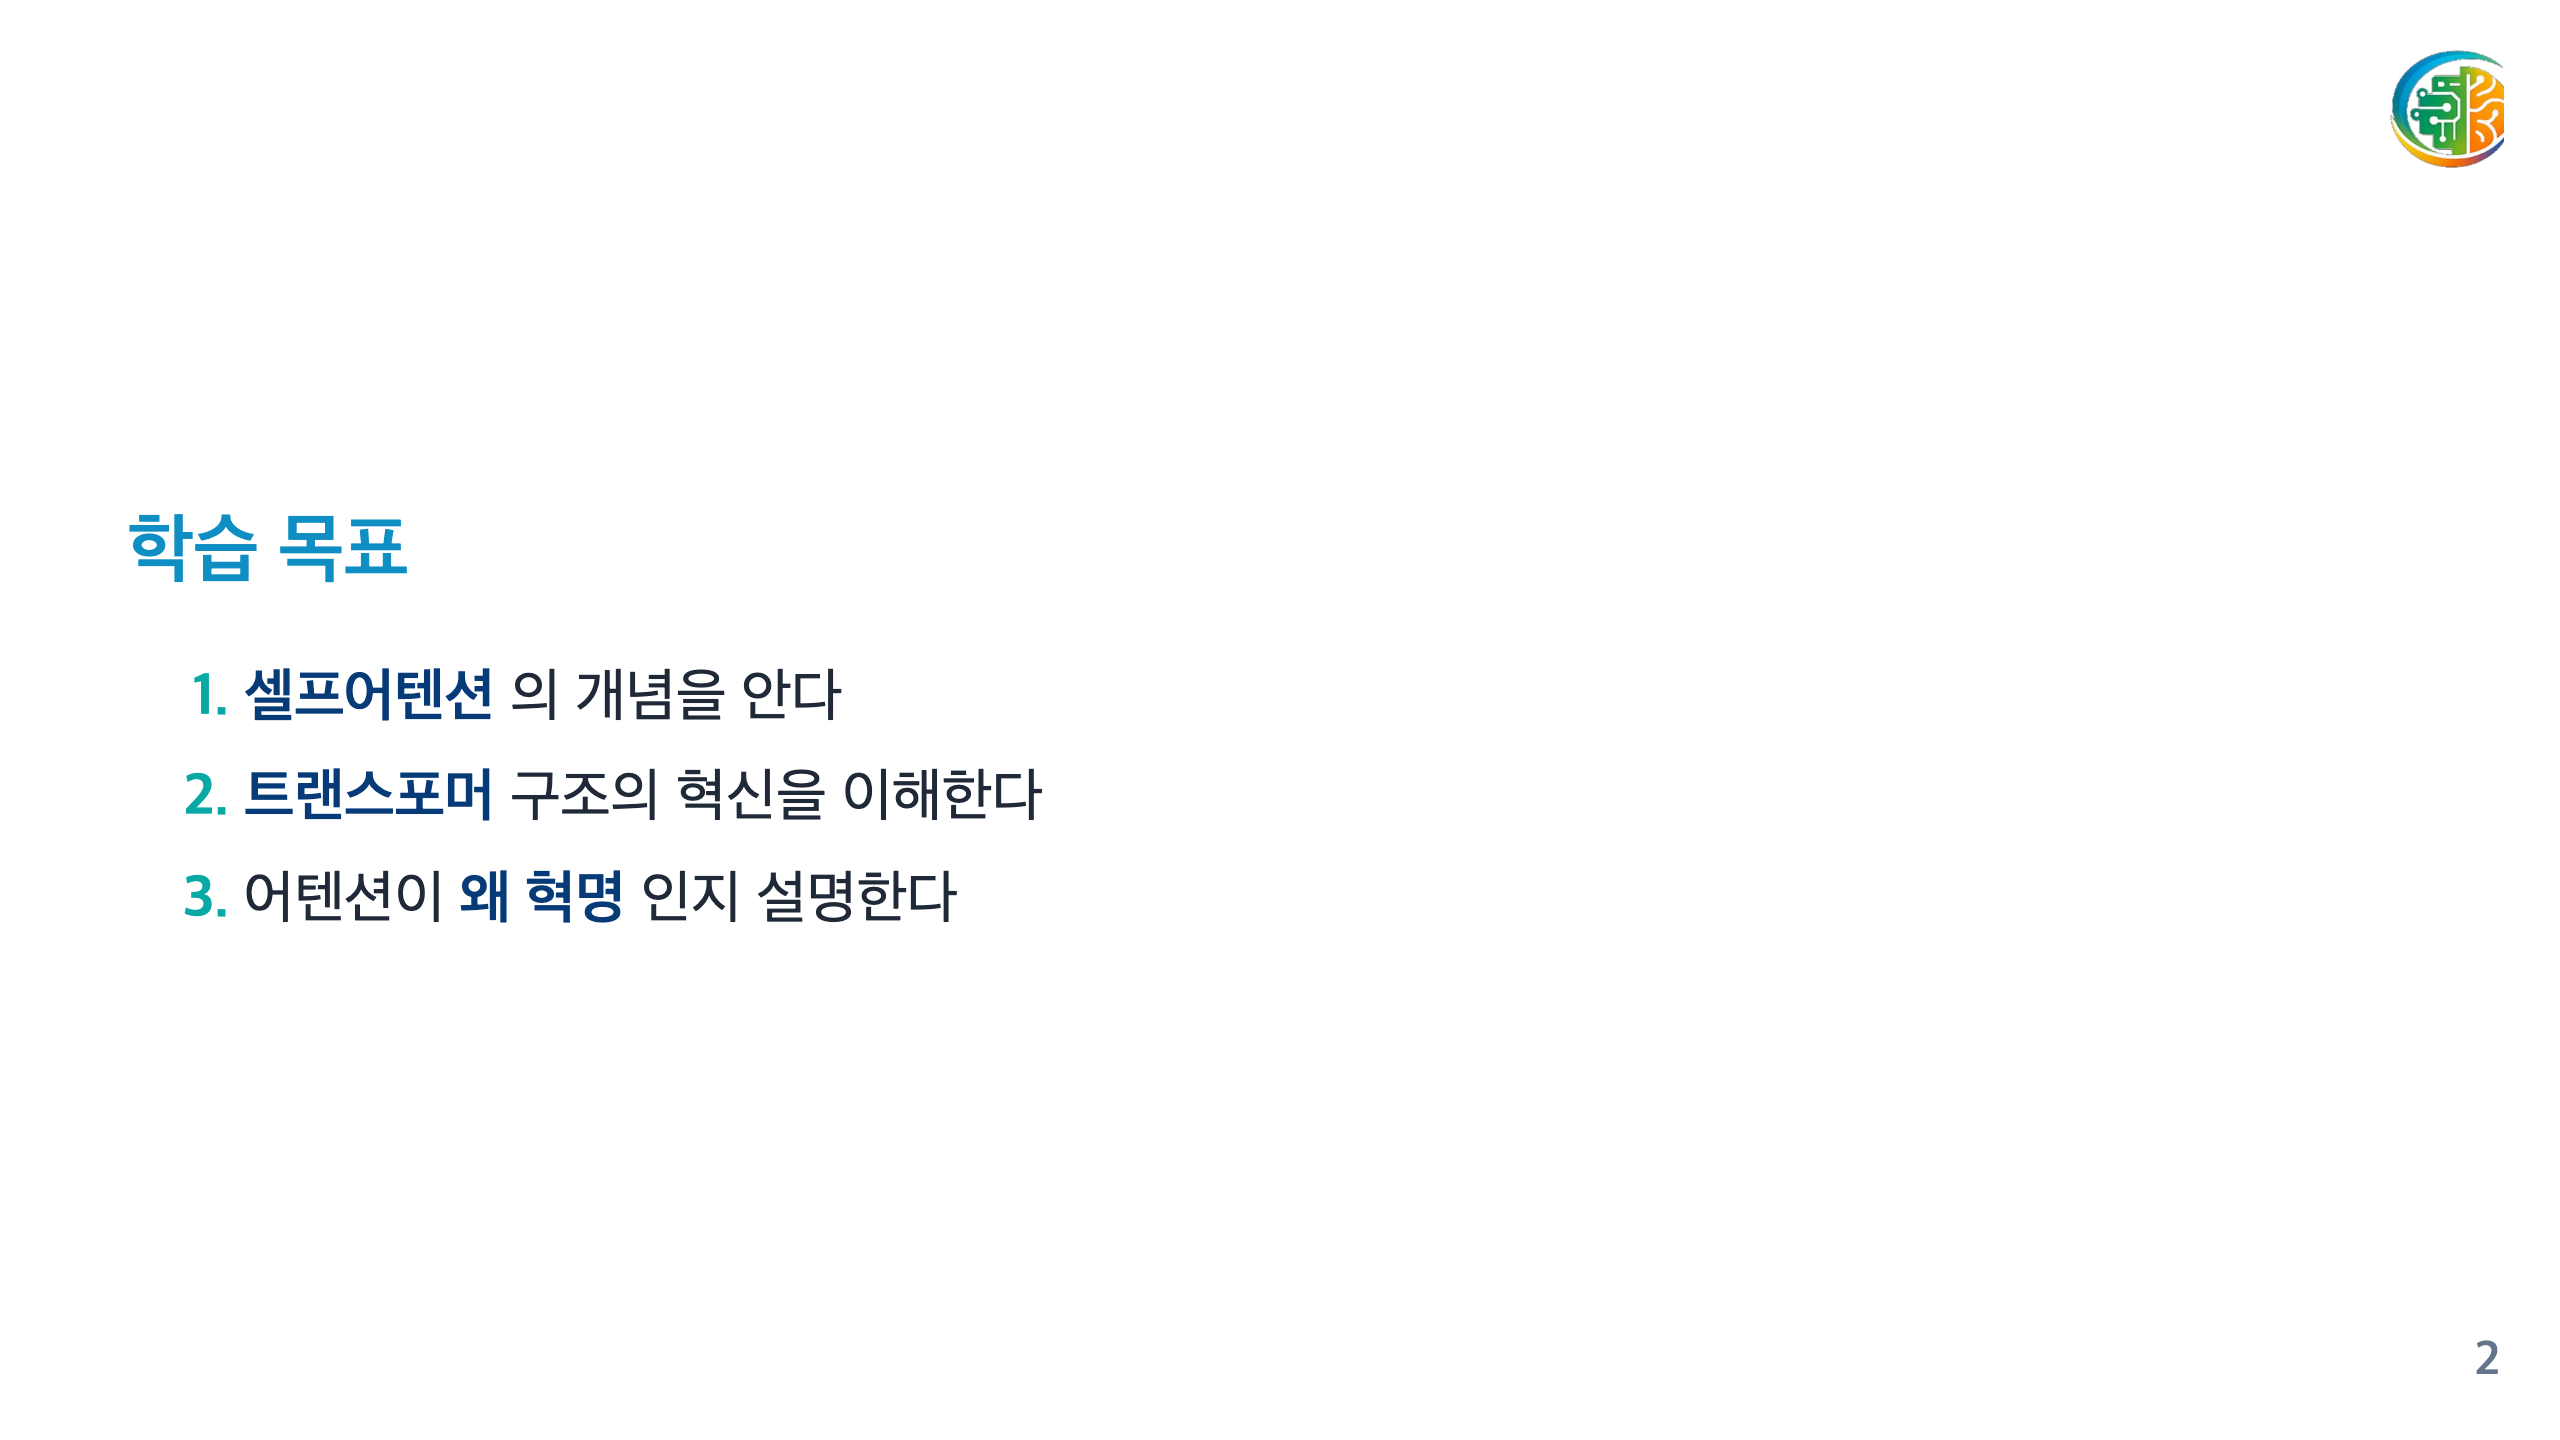 학습 목표
1. 셀프어텐션 의 개념을 안다
2. 트랜스포머 구조의 혁신을 이해한다
3. 어텐션이 왜 혁명 인지 설명한다
2